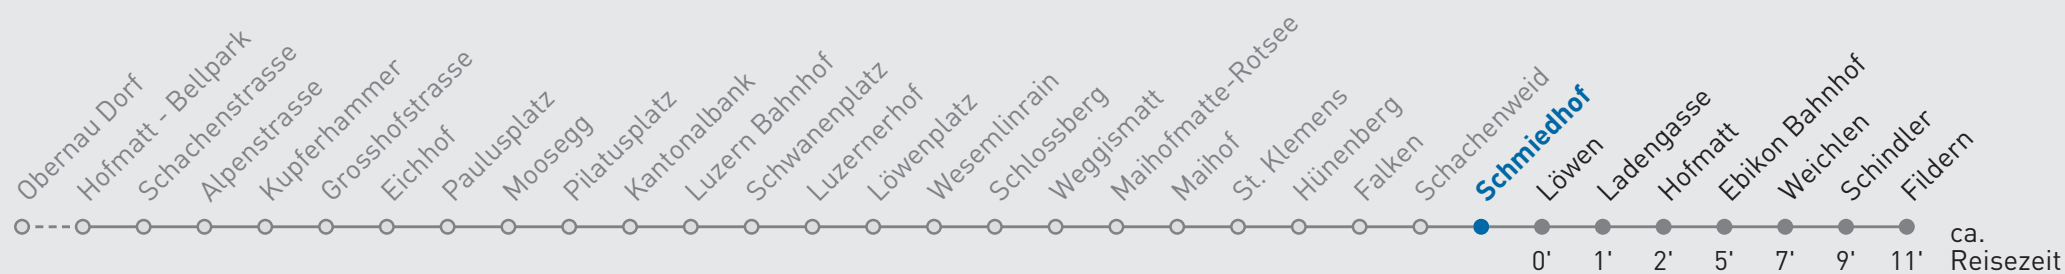 Obernau Dorf
Hofmatt - Bellpark
Schachenstrasse
Alpenstrasse
Kupferhammer
Grosshofstrasse
Eichhof
Paulusplatz
Moosegg
Pilatusplatz
Kantonalbank
Luzern Bahnhof
Schwanenplatz
Luzernerhof
Löwenplatz
Wesemlinrain
Schlossberg
Weggismatt
Maihofmatte-Rotsee
Maihof
St. Klemens
Hünenberg
Falken
Schachenweid
Schmiedhof
Löwen
Ladengasse
Hofmatt
Ebikon Bahnhof
Weichlen
Schindler
Fildern
0' 1' 2' 5' 7' 9' 11'
ca.
Reisezeit